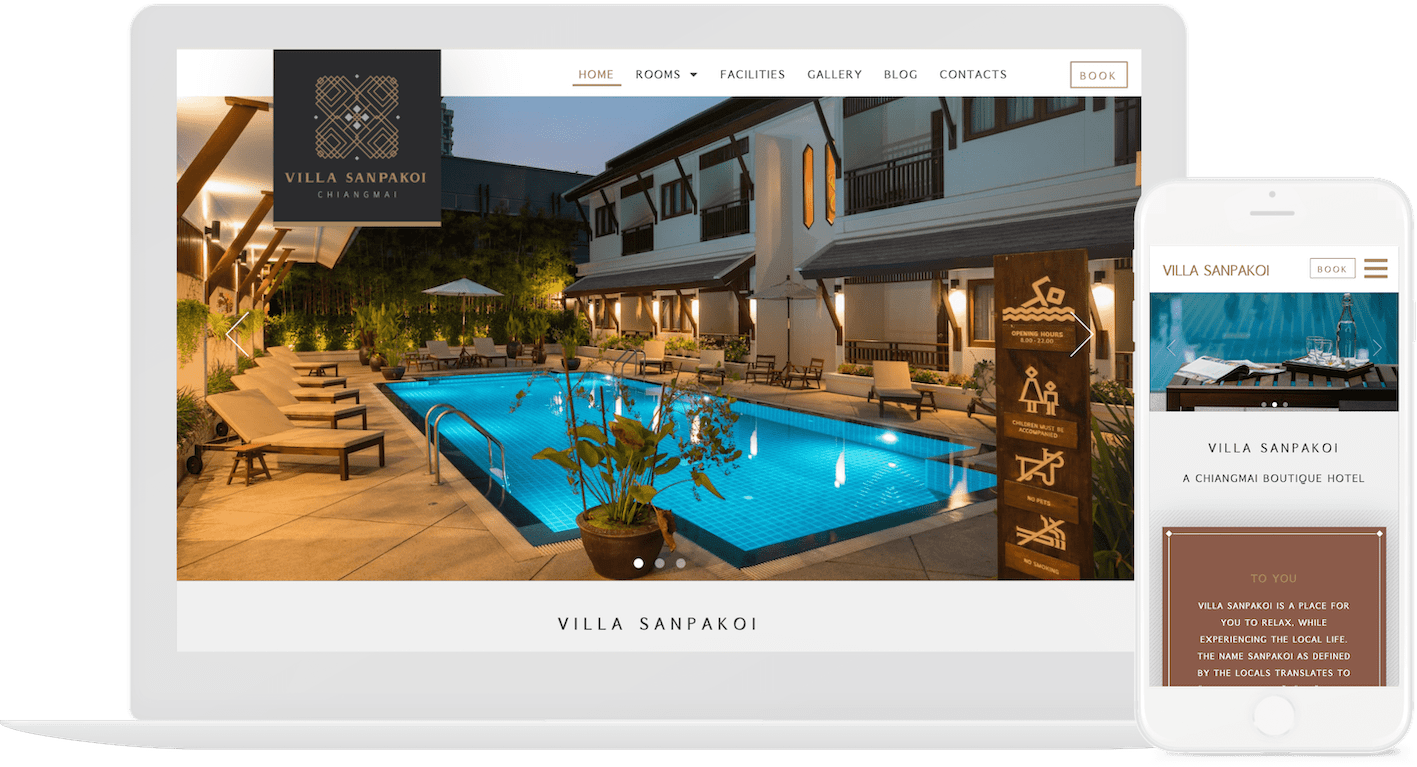 HOME ROOMS FACILITIES GALLERY BLOG CONTACTS BOOK
VILLA SANPAKOI
CHIANGMAI
OPENING HOURS
8.00 - 22.00
CHILDREN MUST BE
ACCOMPANIED
NO PETS
NO SMOKING
VILLA SANPAKOI
VILLA SANPAKOI BOOK
VILLA SANPAKOI
A CHIANGMAI BOUTIQUE HOTEL
TO YOU
VILLA SANPAKOI IS A PLACE FOR
YOU TO RELAX, WHILE
EXPERIENCING THE LOCAL LIFE.
THE NAME SANPAKOI AS DEFINED
BY THE LOCALS TRANSLATES TO